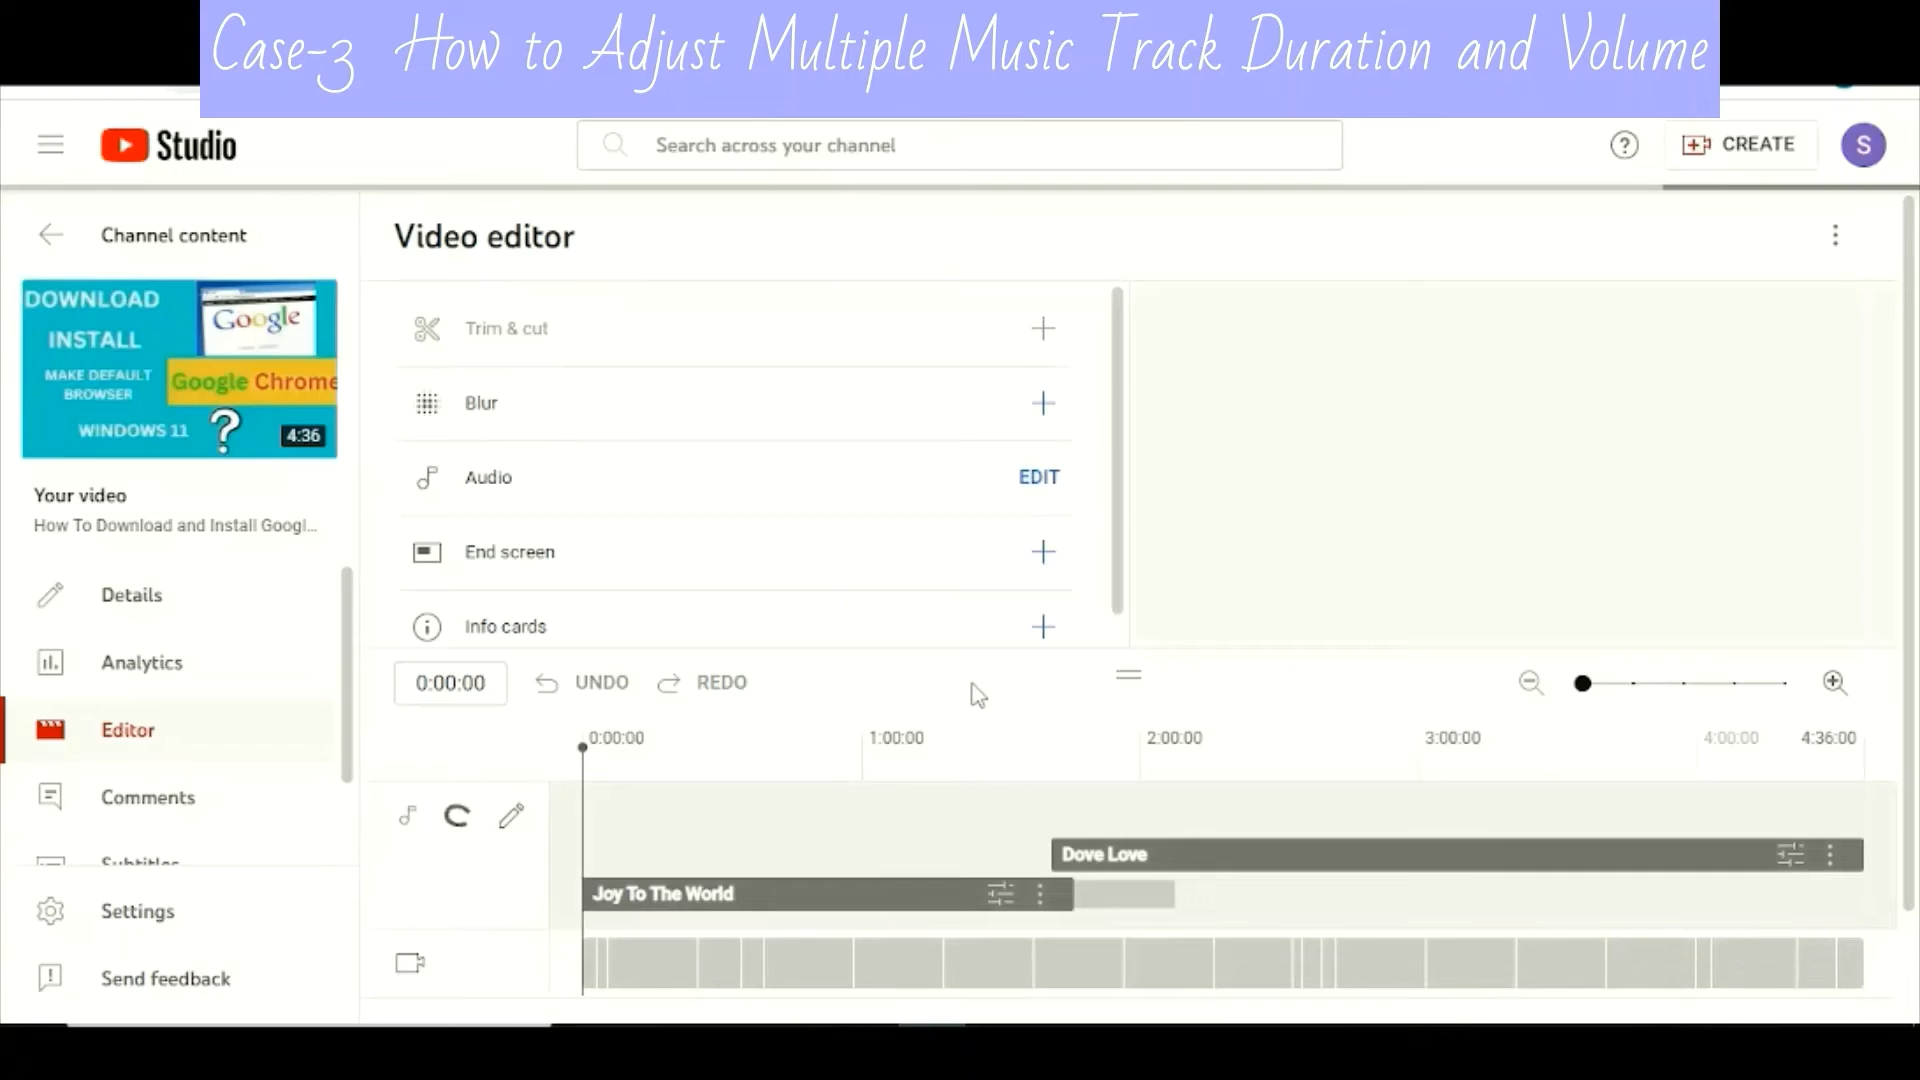 Case-3 How to Adjust Multiple Music Track Duration and Volume
Studio
Search across your channel
CREATE
S
Channel content
Video editor
DOWNLOAD
INSTALL
MAKE DEFAULT
BROWSER
WINDOWS 11
Google
Google Chrome
?
4:36
Your video
How To Download and Install Googl...
Details
Analytics
Editor
Comments
Subtitles
Settings
Send feedback
Trim & cut
Blur
Audio
EDIT
End screen
Info cards
0:00:00
UNDO
REDO
0:00:00
1:00:00
2:00:00
3:00:00
4:00:00
4:36:00
Dove Love
Joy To The World